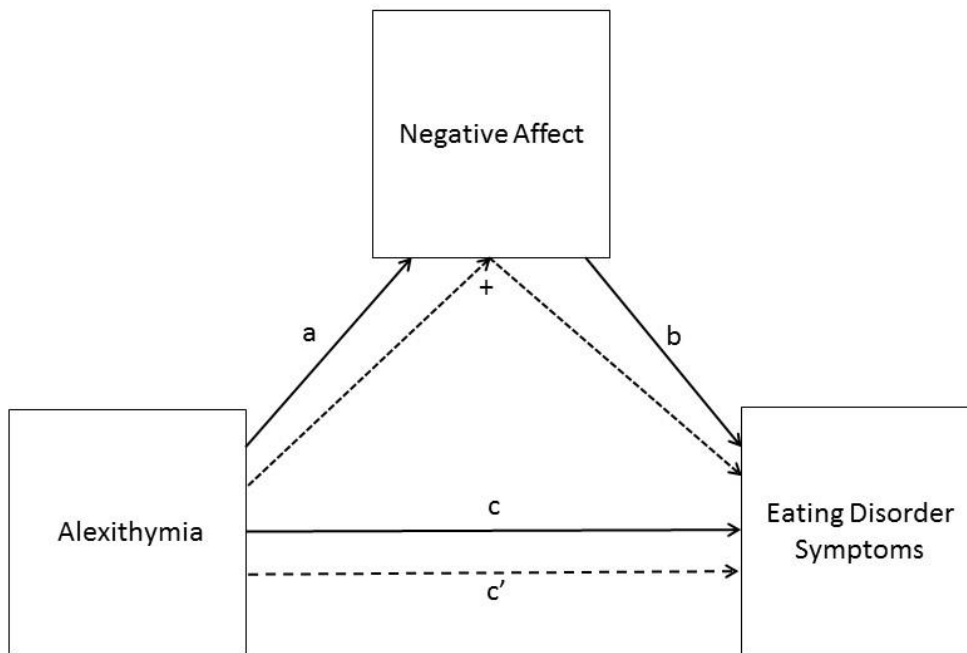 Negative Affect
+
a
b
Alexithymia
c
c’
Eating Disorder
Symptoms